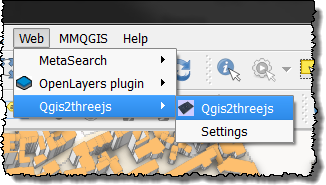 Web MMQGIS Help
MetaSearch
OpenLayers plugin
Qgis2threejs
Qgis2threejs
Settings